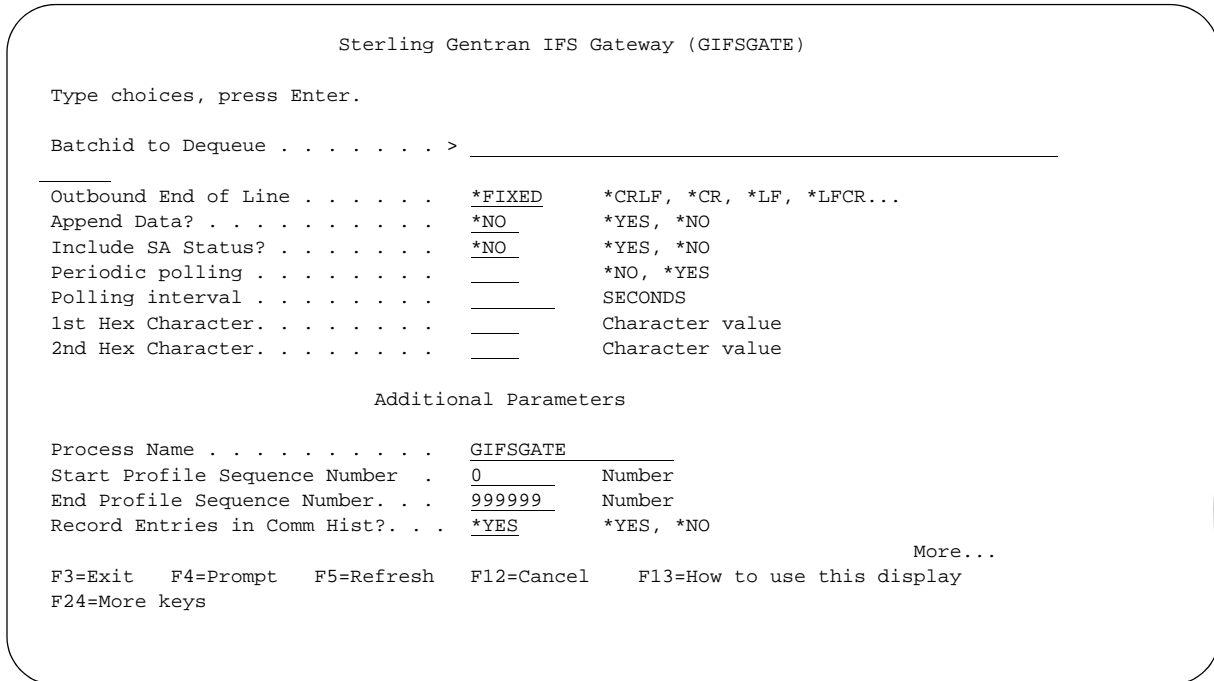 Sterling Gentran IFS Gateway (GIFSGATE)
Type choices, press Enter.
Batchid to Dequeue . . . . . . . >
Outbound End of Line . . . . . . *FIXED *CRLF, *CR, *LF, *LFCR...
Append Data? . . . . . . . . . . *NO *YES, *NO
Include SA Status? . . . . . . . *NO *YES, *NO
Periodic polling . . . . . . . . *NO, *YES
Polling interval . . . . . . . . SECONDS
1st Hex Character. . . . . . . . Character value
2nd Hex Character. . . . . . . . Character value
Additional Parameters
Process Name . . . . . . . . . . GIFSGATE
Start Profile Sequence Number . 0 Number
End Profile Sequence Number. . . 999999 Number
Record Entries in Comm Hist?. . . *YES *YES, *NO
More...
F3=Exit F4=Prompt F5=Refresh F12=Cancel F13=How to use this display
F24=More keys